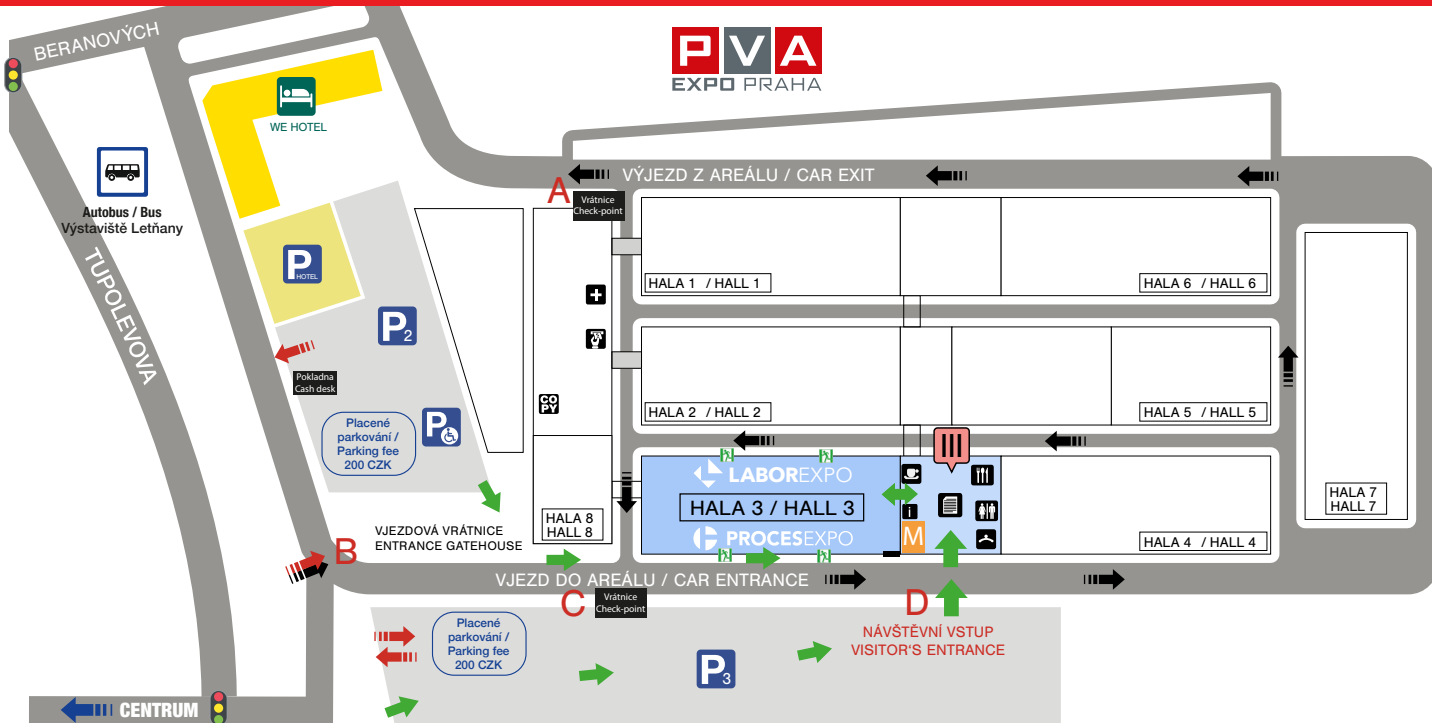 BERANOVÝCH
PVA
EXPO PRAHA
WE HOTEL
Autobus / Bus
Výstaviště Letňany
TUPOLEVOVA
A
VÝJEZD Z AREÁLU / CAR EXIT
Vrátnice
Check-point
P
HOTEL
P2
HALA 1 / HALL 1
HALA 6 / HALL 6
Pokladna
Cash desk
Placené
parkování /
Parking fee
200 CZK
P
COPY
HALA 2 / HALL 2
HALA 5 / HALL 5
III
LABOREXPO
HALA 3 / HALL 3
PROCESEXPO
i
M
HALA 4 / HALL 4
HALA 7
HALL 7
HALA 8
HALL 8
B
VJEZDOVÁ VRÁTNICE
ENTRANCE GATEHOUSE
VJEZD DO AREÁLU / CAR ENTRANCE
C
Vrátnice
Check-point
D
NÁVŠTĚVNÍ VSTUP
VISITOR'S ENTRANCE
Placené
parkování /
Parking fee
200 CZK
P3
CENTRUM